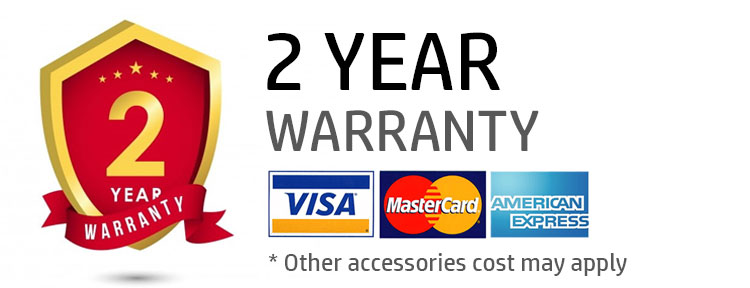 2
YEAR
WARRANTY
2 YEAR
WARRANTY
VISA
MasterCard
AMERICAN
EXPRESS
* Other accessories cost may apply